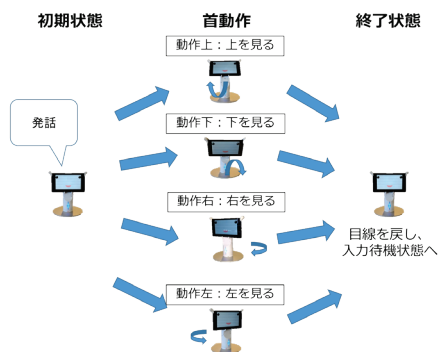 初期状態
首動作
終了状態
動作上：上を見る
発話
動作下：下を見る
動作右：右を見る
目線を戻し、
入力待機状態へ
動作左：左を見る